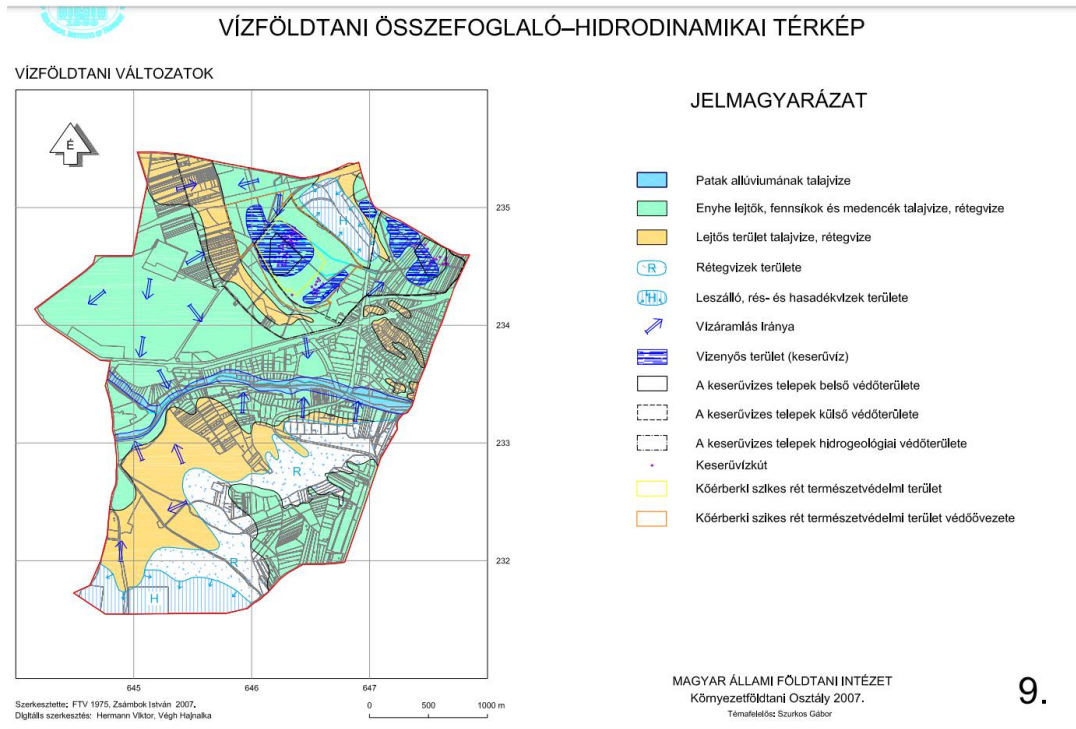 VÍZFÖLDTANI ÖSSZEFOGLALÓ–HIDRODINAMIKAI TÉRKÉP
VÍZFÖLDTANI VÁLTOZATOK
É
H
235
234
233
R
232
R
H
645
646
647
Szerkesztette: FTV 1975, Zsámbok István 2007.
Digitális szerkesztés: Hermann Viktor, Végh Hajnalka
0 500 1000 m
JELMAGYARÁZAT
Patak allúviumának talajvize
Enyhe lejtők, fennsíkok és medencék talajvize, rétegvize
Lejtős terület talajvize, rétegvize
R Rétegvizek területe
H Leszálló, rés- és hasadékvizek területe
Vízáramlás iránya
Vizenyős terület (keserűvíz)
A keserűvizes telepek belső védőterülete
A keserűvizes telepek külső védőterülete
A keserűvizes telepek hidrogeológiai védőterülete
Keserűvízkút
Kőérberki szikes rét természetvédelmi terület
Kőérberki szikes rét természetvédelmi terület védőövezete
MAGYAR ÁLLAMI FÖLDTANI INTÉZET
Környezetföldtani Osztály 2007.
Témafelelős: Szurkos Gábor
9.